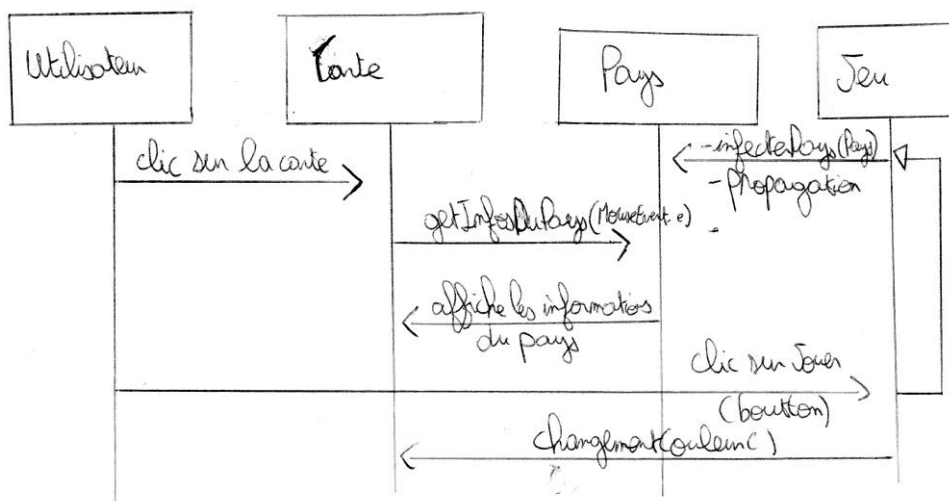 Utilisateur
Carte
Pays
Jeu
clic sur la carte
-infecterPays(Pays)
-propagation
getInfosDuPays(MouseEvent e)
affiche les informations
du pays
clic sur Jouer
(boutton)
changementCouleur()